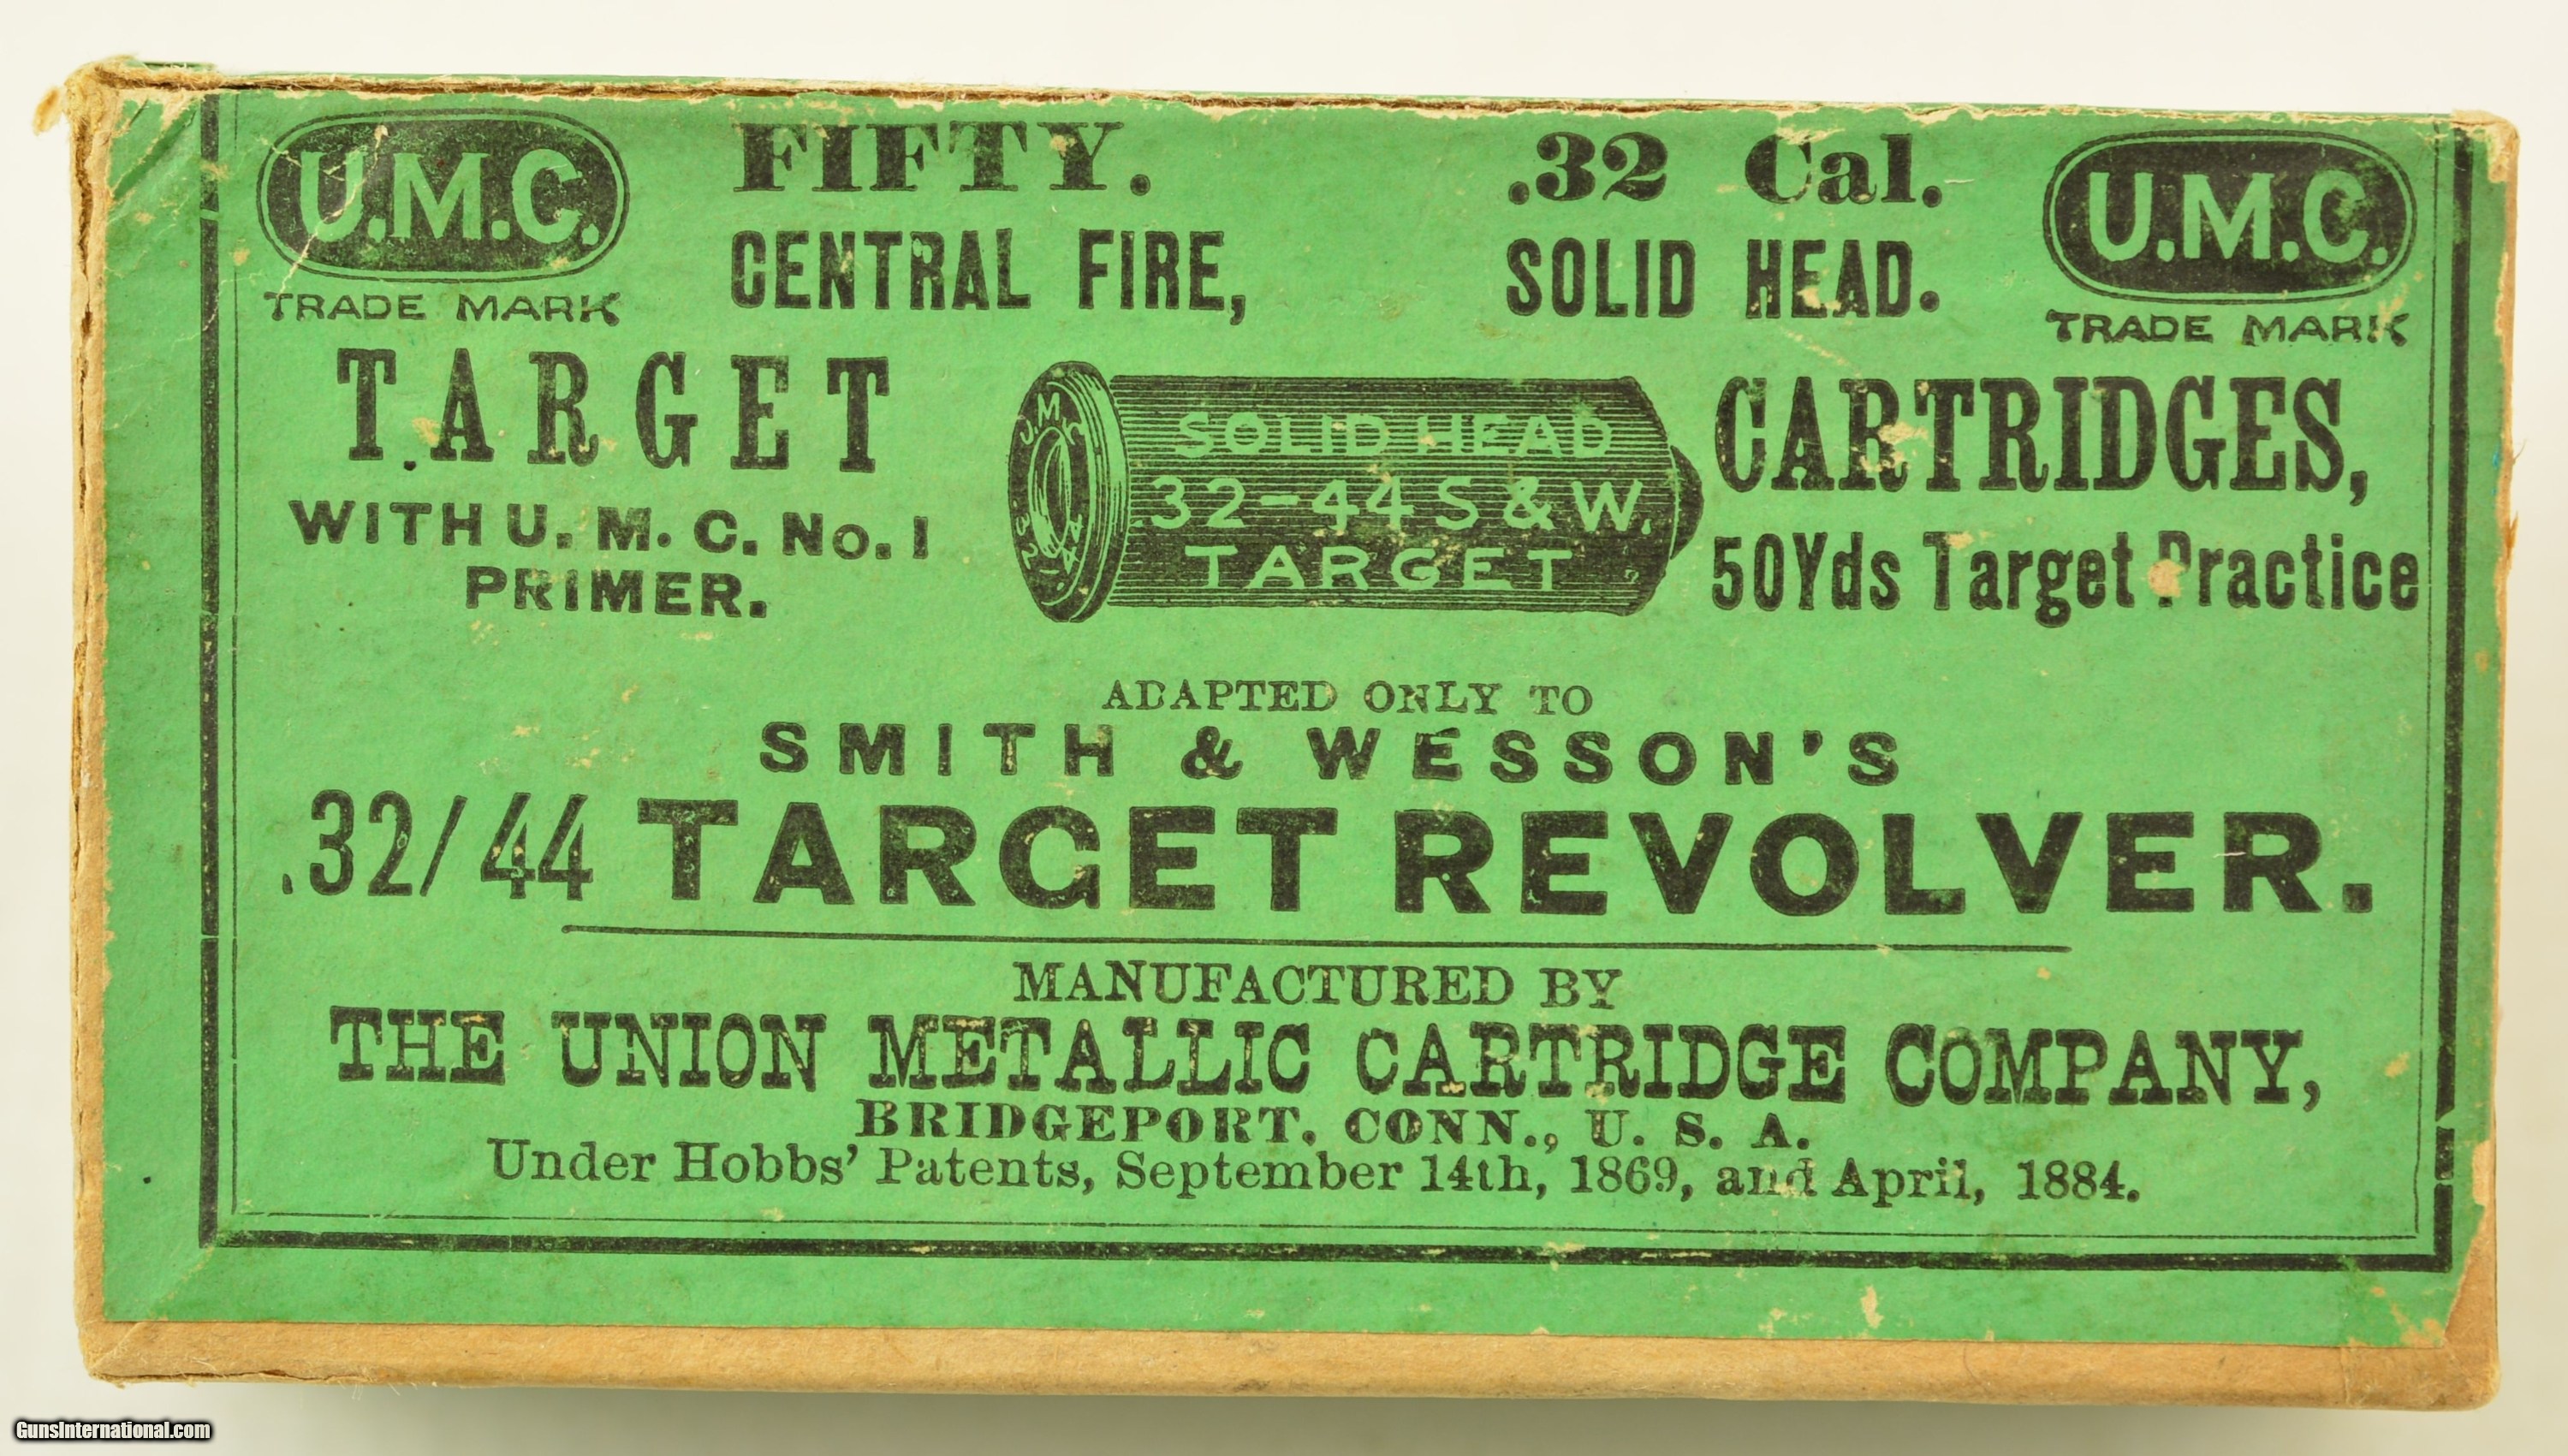 U.M.C.
TRADE MARK
FIFTY.
CENTRAL FIRE,
.32 Cal.
SOLID HEAD.
U.M.C.
TRADE MARK
TARGET
WITH U. M. C. No. 1
PRIMER.
U.M.C.
32-44
SOLID HEAD
.32-44 S & W.
TARGET
CARTRIDGES,
50Yds Target Practice
ADAPTED ONLY TO
SMITH & WESSON'S
.32/44 TARGET REVOLVER.
MANUFACTURED BY
THE UNION METALLIC CARTRIDGE COMPANY,
BRIDGEPORT, CONN., U. S. A.
Under Hobbs' Patents, September 14th, 1869, and April, 1884.
GunsInternational.com